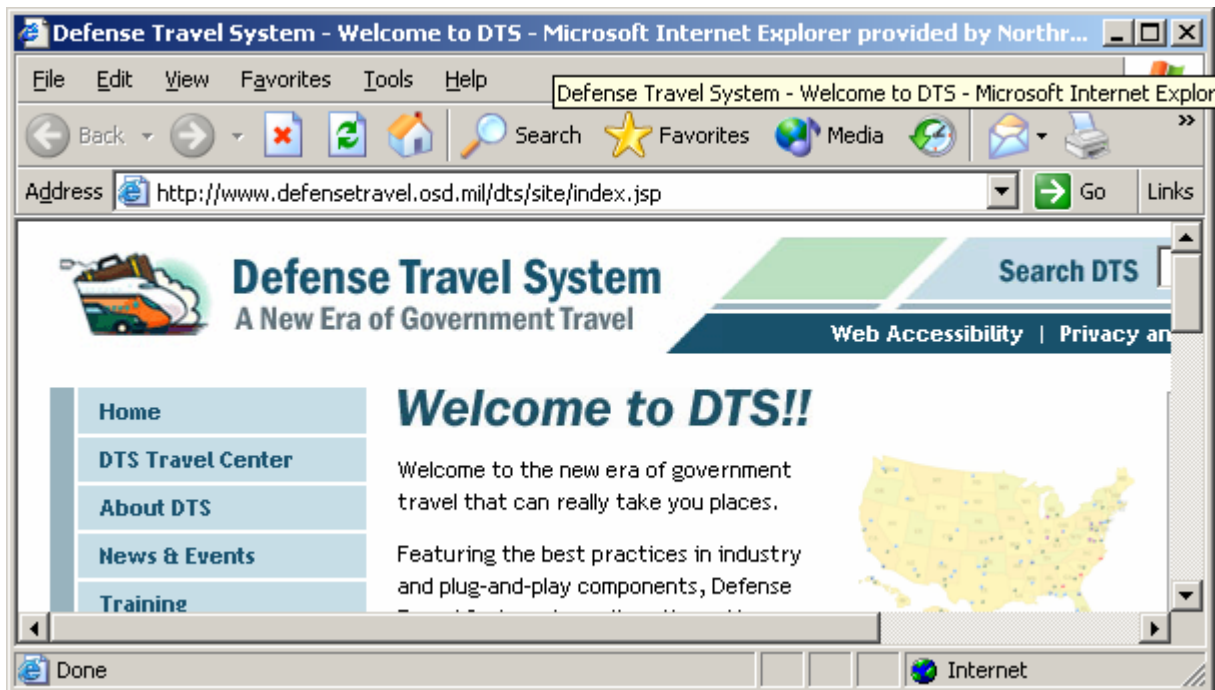 Defense Travel System - Welcome to DTS - Microsoft Internet Explorer provided by Northr...
File Edit View Favorites Tools Help
Defense Travel System - Welcome to DTS - Microsoft Internet Explor
Back Search Favorites Media »
Address http://www.defensetravel.osd.mil/dts/site/index.jsp Go Links
Defense Travel System
A New Era of Government Travel
Search DTS
Web Accessibility | Privacy an
Home
DTS Travel Center
About DTS
News & Events
Training
Welcome to DTS!!
Welcome to the new era of government
travel that can really take you places.
Featuring the best practices in industry
and plug-and-play components, Defense
Done Internet